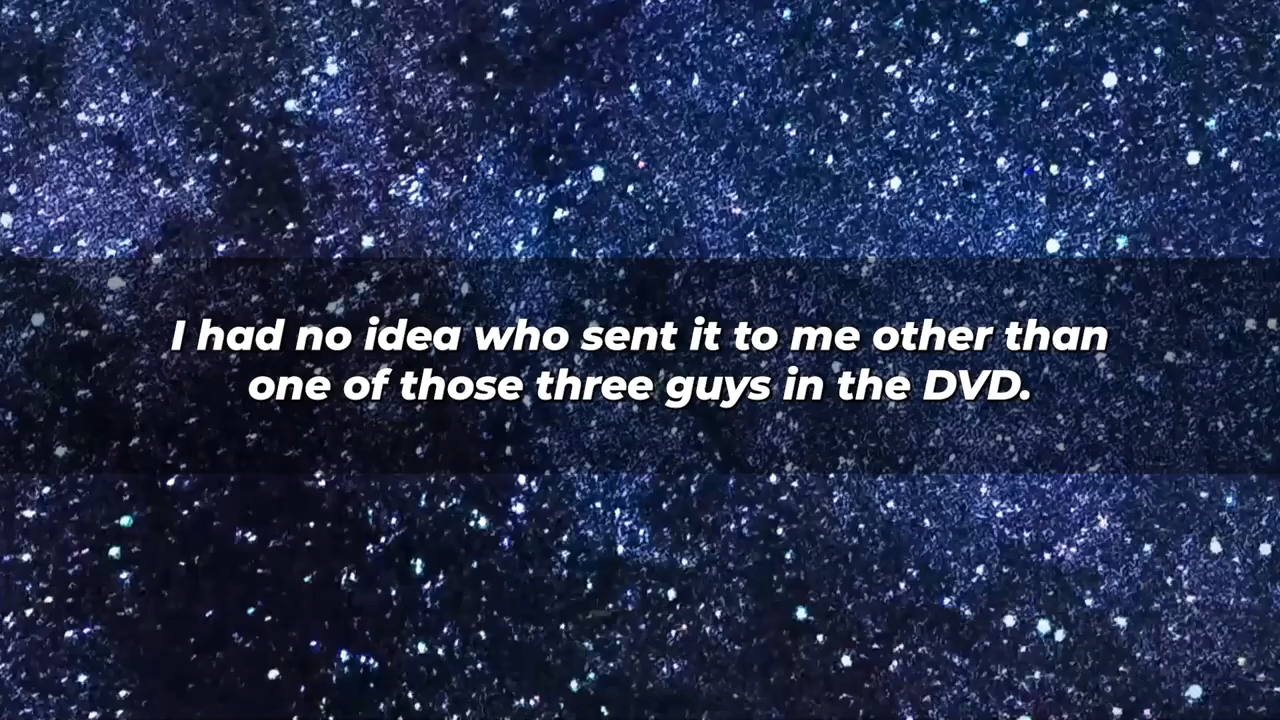 I had no idea who sent it to me other than
one of those three guys in the DVD.